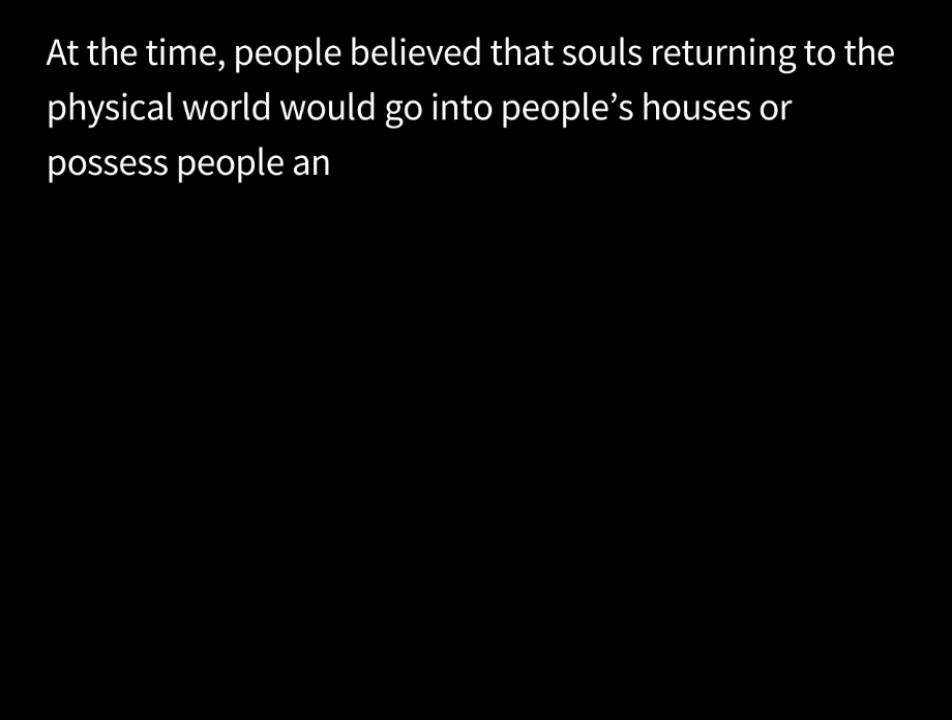 At the time, people believed that souls returning to the
physical world would go into people’s houses or
possess people an